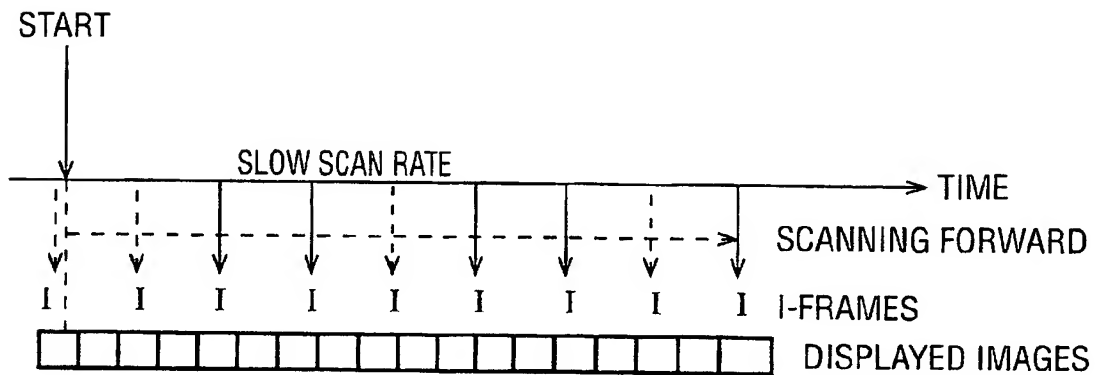 START
SLOW SCAN RATE
TIME
SCANNING FORWARD
I I I I I I I I I I-FRAMES
DISPLAYED IMAGES